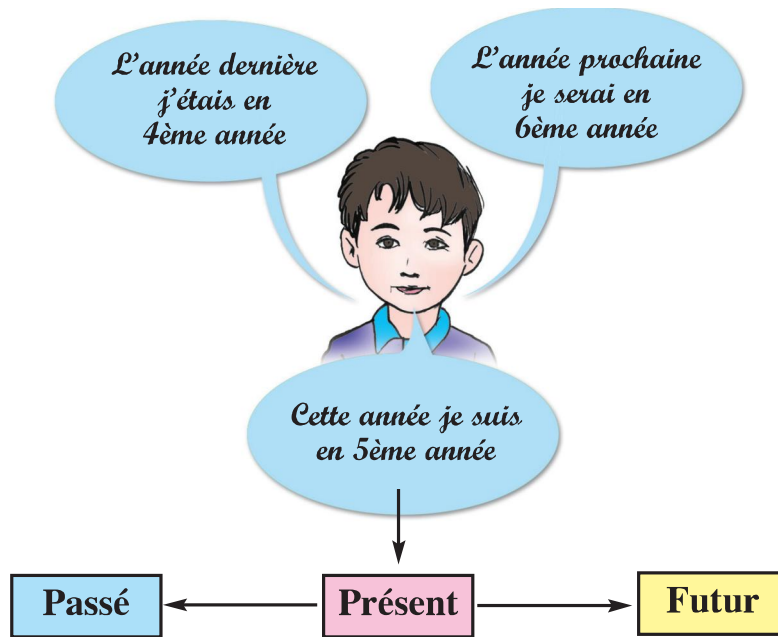 L'année dernière
j'étais en
4ème année
L'année prochaine
je serai en
6ème année
Cette année je suis
en 5ème année
Passé
Présent
Futur